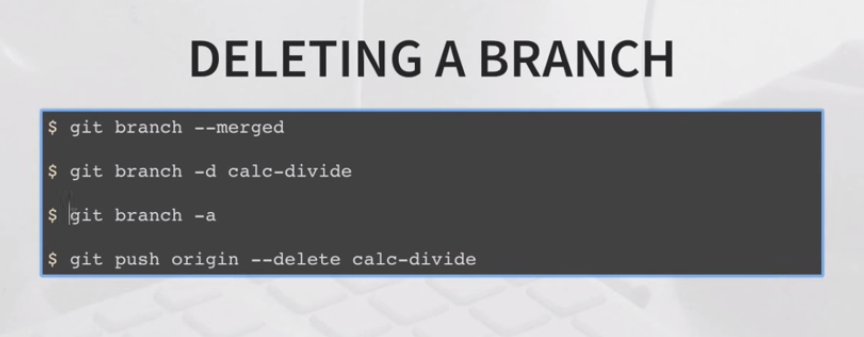 DELETING A BRANCH
$ git branch --merged
$ git branch -d calc-divide
$ git branch -a
$ git push origin --delete calc-divide